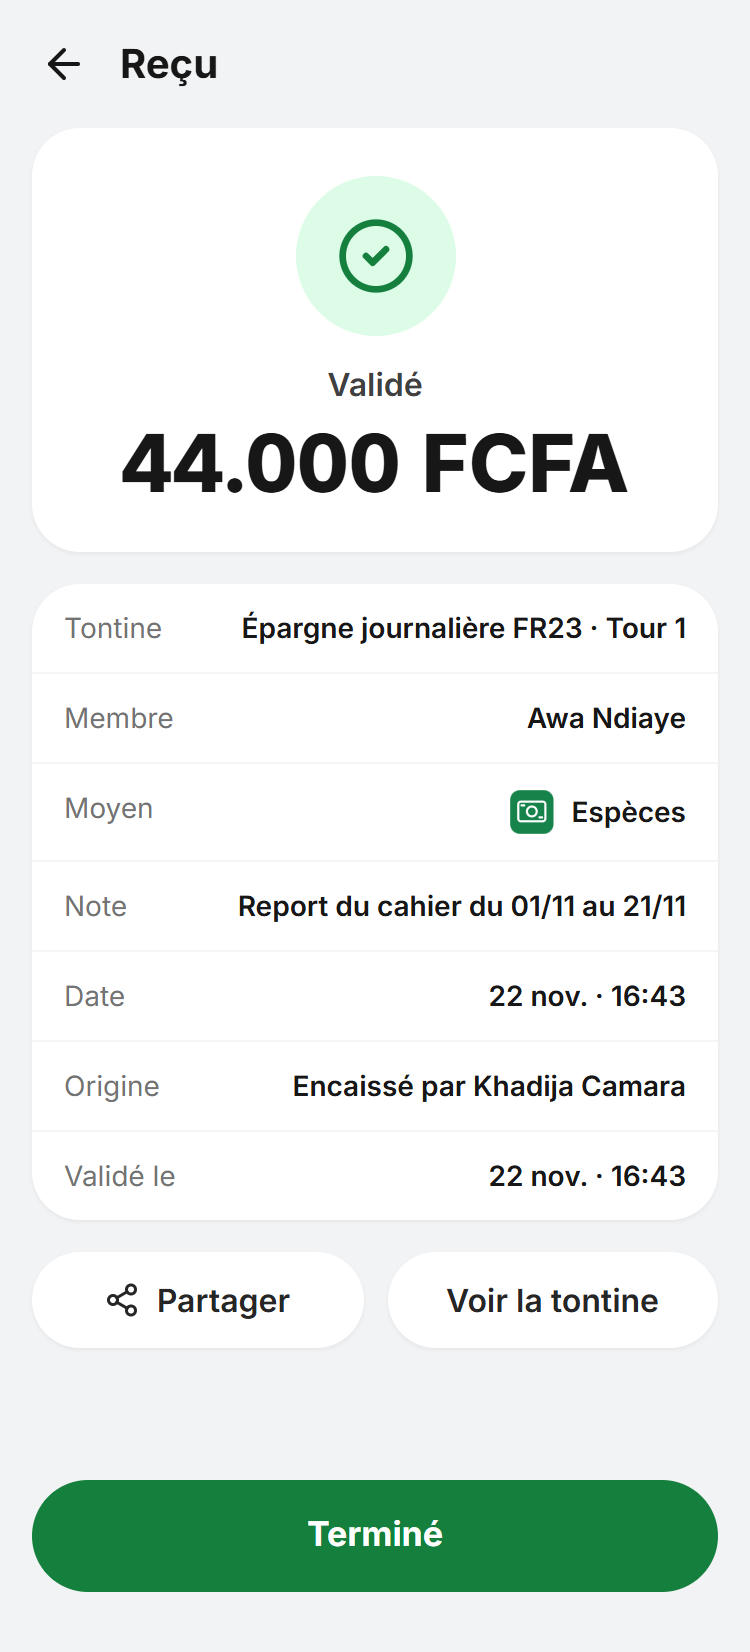 Reçu
Validé
44.000 FCFA
Tontine Épargne journalière FR23 · Tour 1
Membre Awa Ndiaye
Moyen Espèces
Note Report du cahier du 01/11 au 21/11
Date 22 nov. · 16:43
Origine Encaissé par Khadija Camara
Validé le 22 nov. · 16:43
Partager Voir la tontine
Terminé